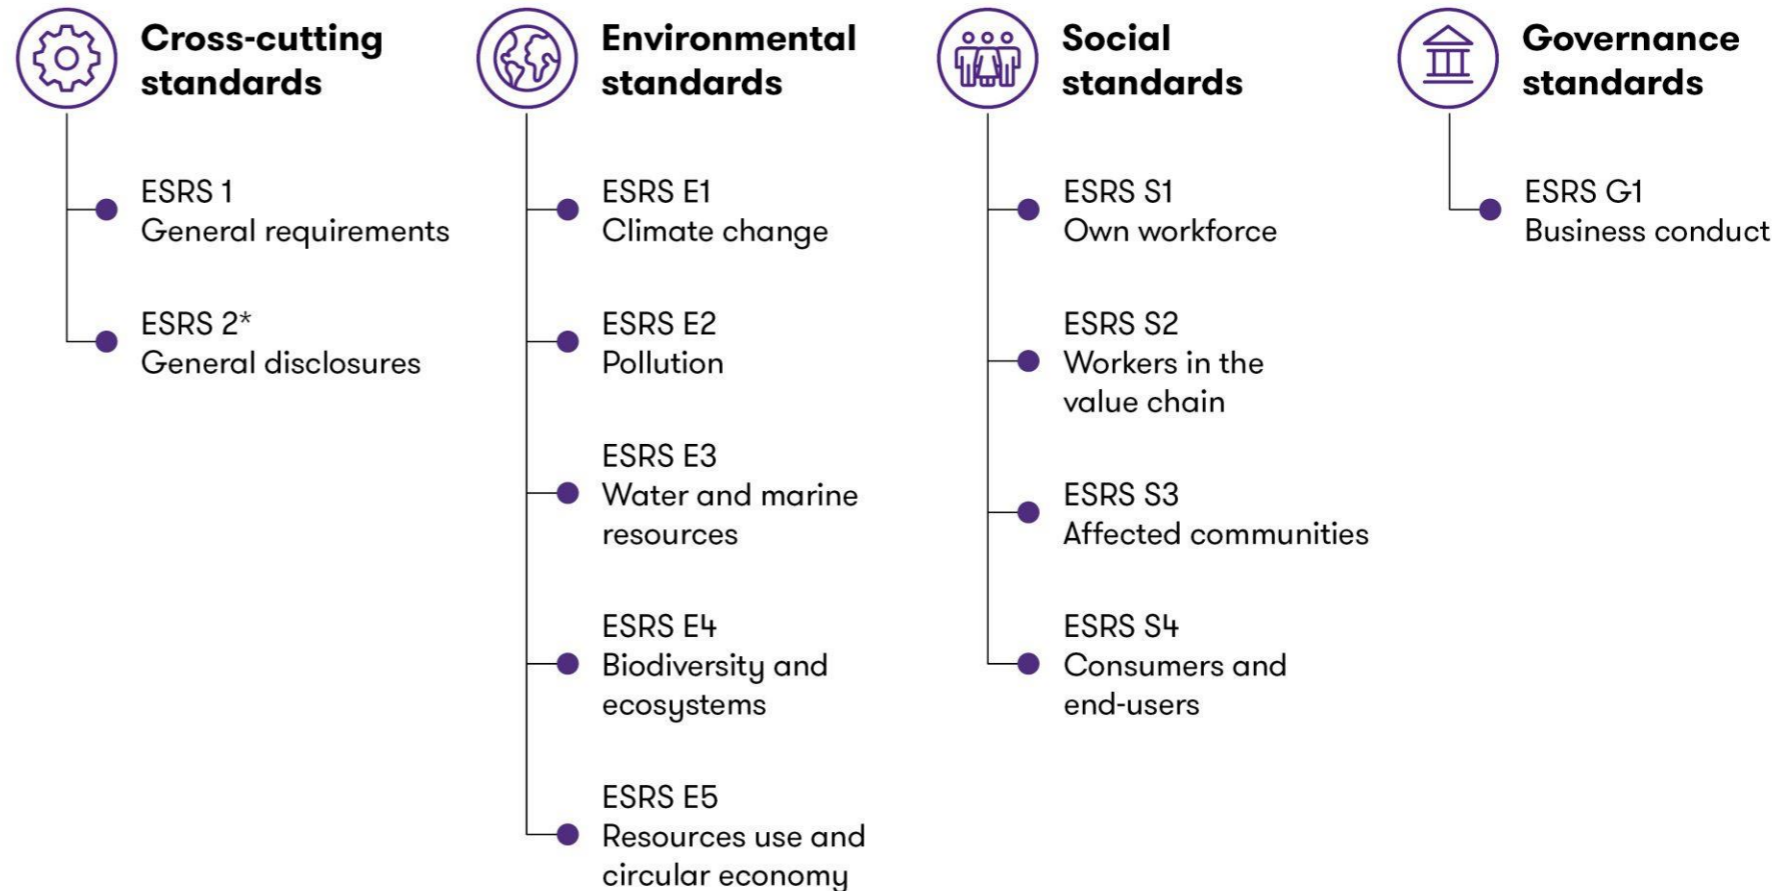 Cross-cutting
standards
ESRS 1
General requirements
ESRS 2*
General disclosures
Environmental
standards
ESRS E1
Climate change
ESRS E2
Pollution
ESRS E3
Water and marine
resources
ESRS E4
Biodiversity and
ecosystems
ESRS E5
Resources use and
circular economy
Social
standards
ESRS S1
Own workforce
ESRS S2
Workers in the
value chain
ESRS S3
Affected communities
ESRS S4
Consumers and
end-users
Governance
standards
ESRS G1
Business conduct